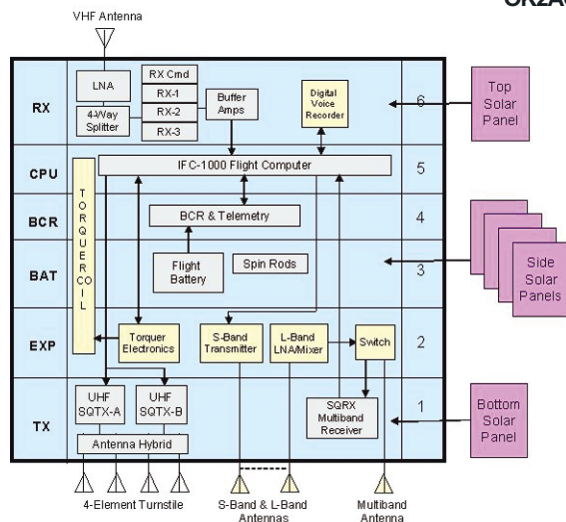 VHF Antenna
RX
LNA
4-Way
Splitter
RX Cmd
RX-1
RX-2
RX-3
Buffer
Amps
Digital
Voice
Recorder
6
Top
Solar
Panel
CPU
IFC-1000 Flight Computer
5
TORQUERCOIL
BCR
BCR & Telemetry
4
BAT
Flight
Battery
Spin Rods
3
Side
Solar
Panels
EXP
Torquer
Electronics
S-Band
Transmitter
L-Band
LNA/Mixer
Switch
2
TX
UHF
SQTX-A
UHF
SQTX-B
Antenna Hybrid
SQRX
Multiband
Receiver
1
Bottom
Solar
Panel
4-Element Turnstile
S-Band & L-Band
Antennas
Multiband
Antenna